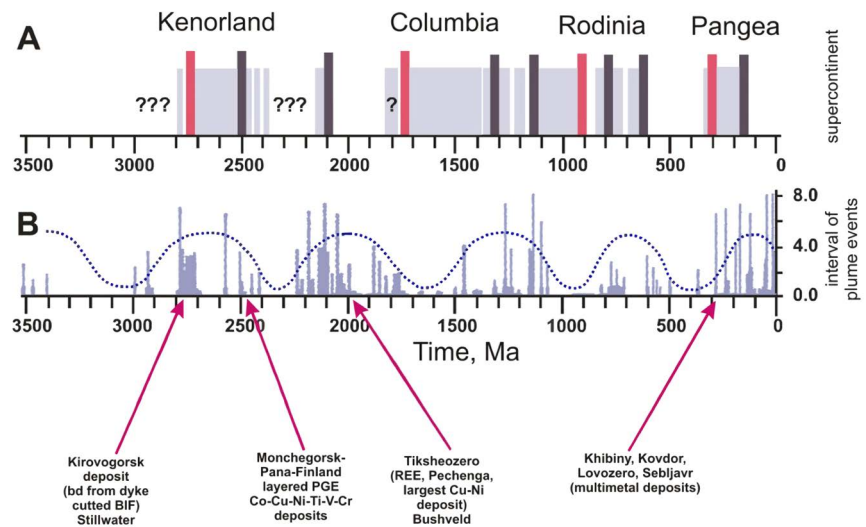 A
Kenorland
Columbia
Rodinia
Pangea
???
???
?
supercontinent
3500 3000 2500 2000 1500 1000 500 0
B
8.0
4.0
0.0
interval of
plume events
3500 3000 2500 2000 1500 1000 500 0
Time, Ma
Kirovogorsk
deposit
(bd from dyke
cutted BIF)
Stillwater
Monchegorsk-
Pana-Finland
layered PGE
Co-Cu-Ni-Ti-V-Cr
deposits
Tiksheozero
(REE, Pechenga,
largest Cu-Ni
deposit)
Bushveld
Khibiny, Kovdor,
Lovozero, Sebljavr
(multimetal deposits)